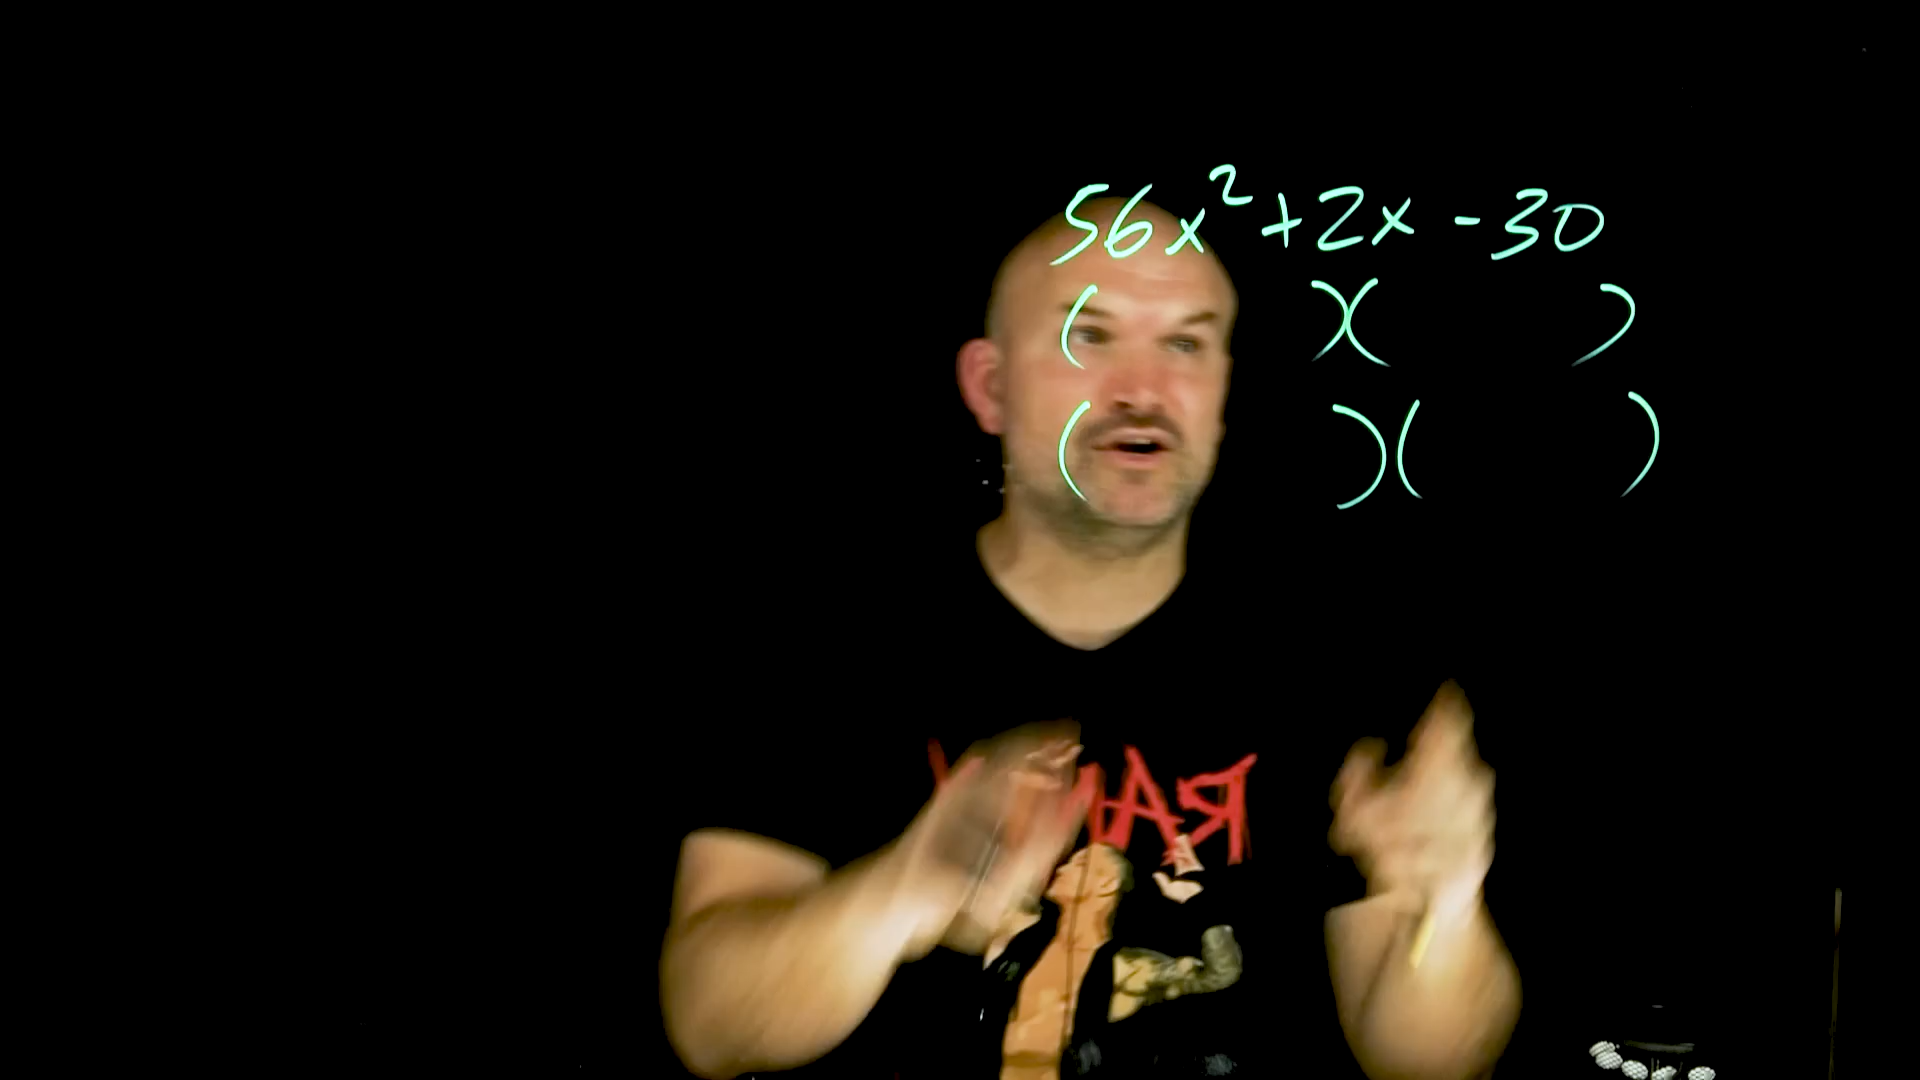 56x²+2x-30
( )( )
( )( )